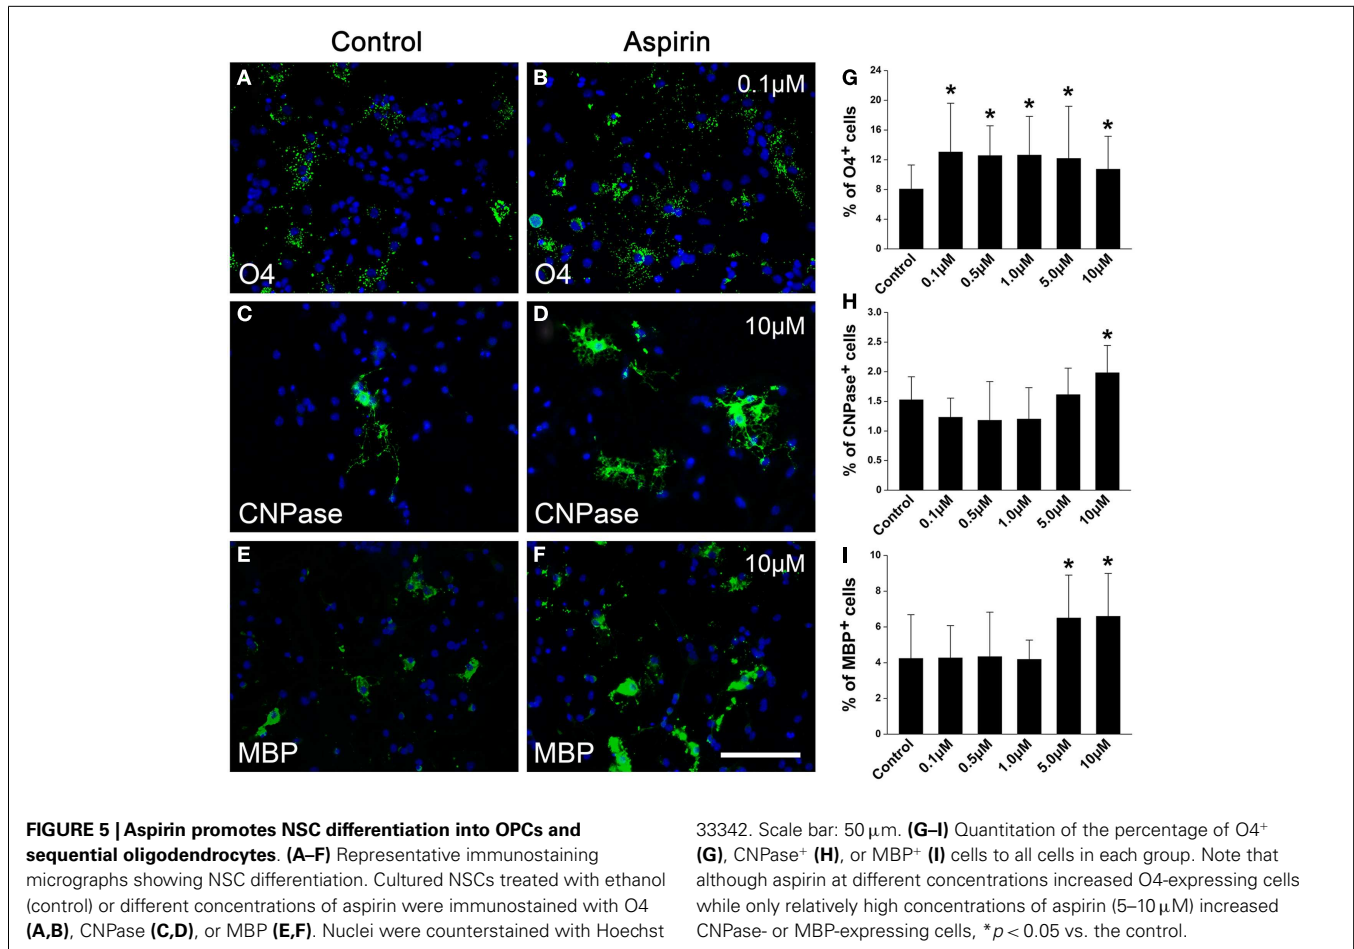 Control
Aspirin
A
O4
B
0.1µM
O4
C
CNPase
D
10µM
CNPase
E
MBP
F
10µM
MBP
G
% of O4+ cells
24
20
16
12
8
4
0
* * * * *
Control 0.1µM 0.5µM 1.0µM 5.0µM 10µM
H
% of CNPase+ cells
3.0
2.5
2.0
1.5
1.0
0.5
0
*
Control 0.1µM 0.5µM 1.0µM 5.0µM 10µM
I
% of MBP+ cells
10
8
6
4
2
0
* *
Control 0.1µM 0.5µM 1.0µM 5.0µM 10µM
FIGURE 5 | Aspirin promotes NSC differentiation into OPCs and
sequential oligodendrocytes. (A–F) Representative immunostaining
micrographs showing NSC differentiation. Cultured NSCs treated with ethanol
(control) or different concentrations of aspirin were immunostained with O4
(A,B), CNPase (C,D), or MBP (E,F). Nuclei were counterstained with Hoechst
33342. Scale bar: 50 µm. (G–I) Quantitation of the percentage of O4+
(G), CNPase+ (H), or MBP+ (I) cells to all cells in each group. Note that
although aspirin at different concentrations increased O4-expressing cells
while only relatively high concentrations of aspirin (5–10 µM) increased
CNPase- or MBP-expressing cells, *p < 0.05 vs. the control.